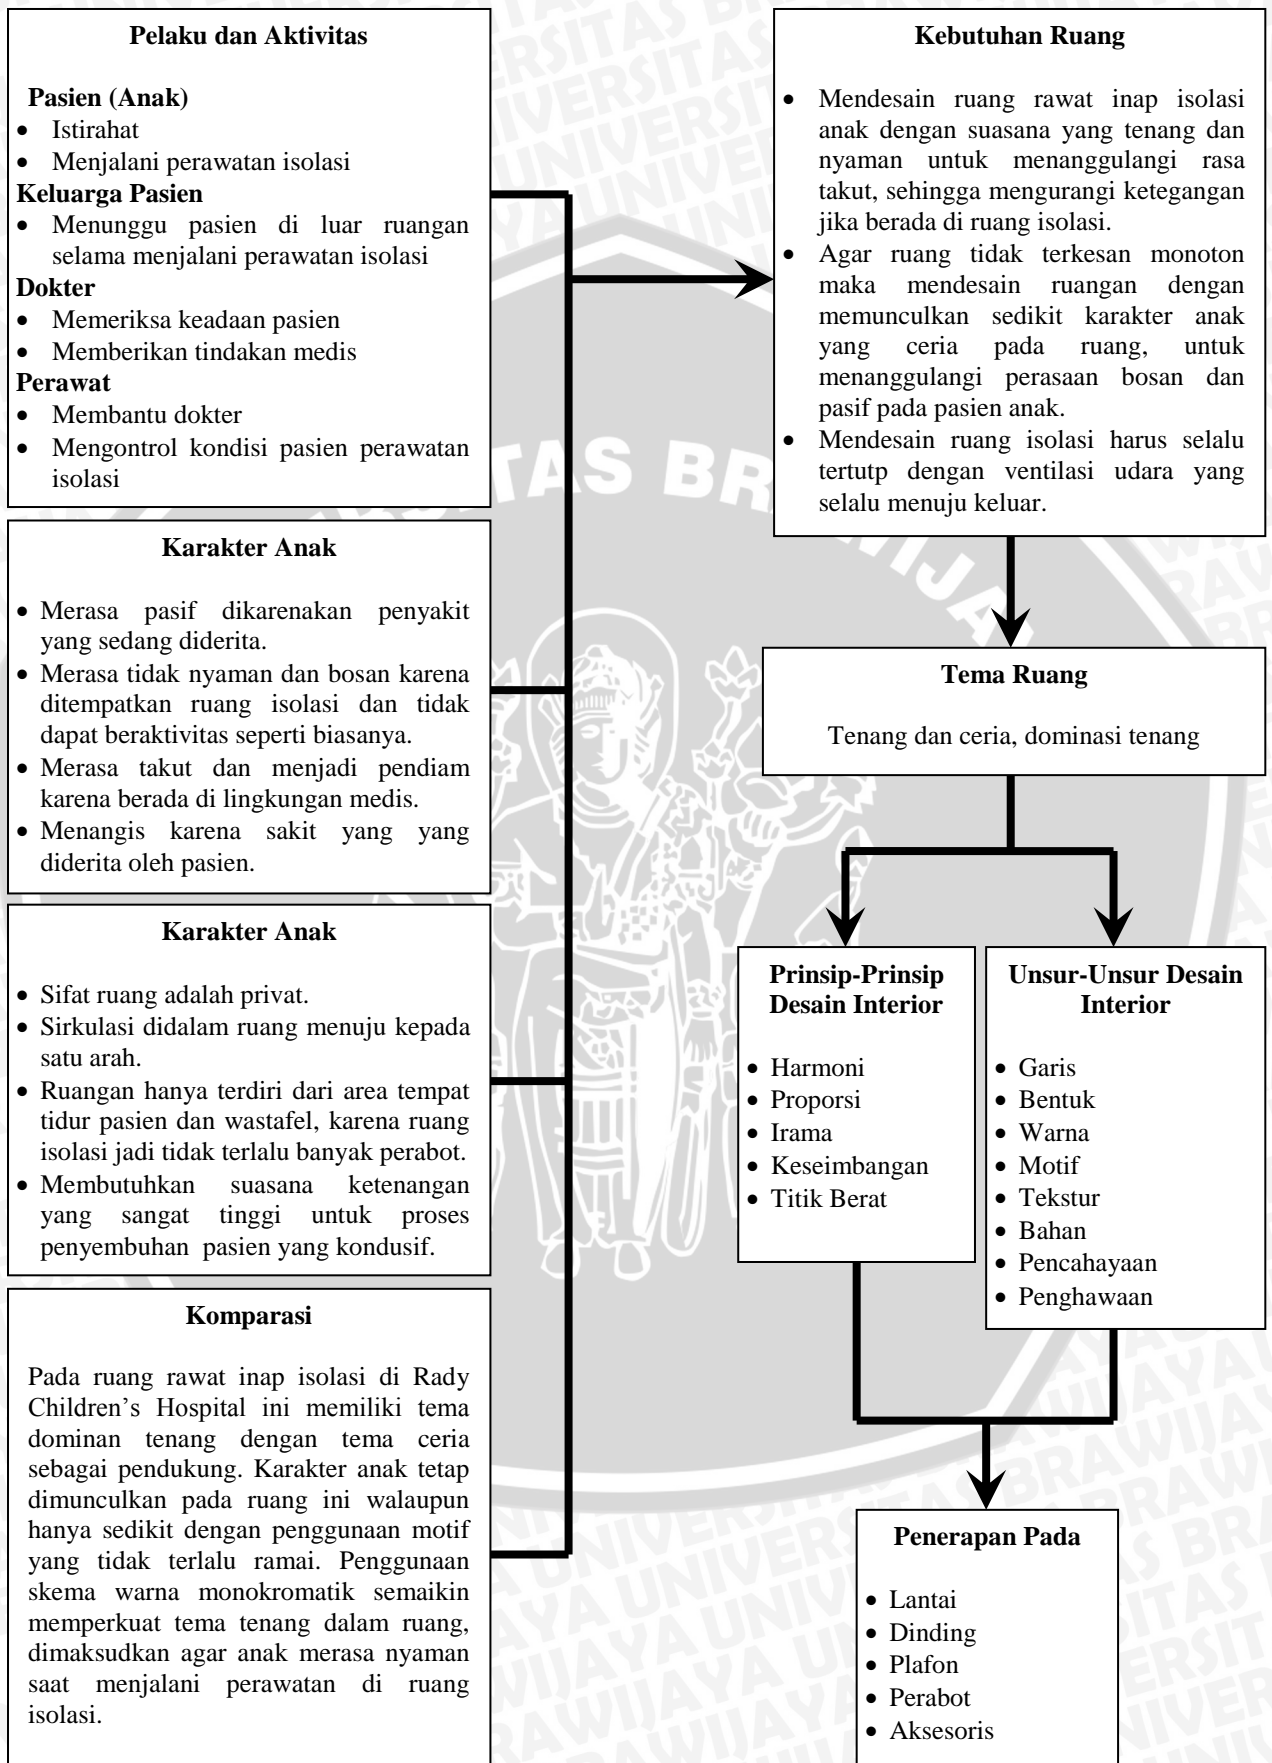 Pelaku dan Aktivitas
Pasien (Anak)
• Istirahat
• Menjalani perawatan isolasi
Keluarga Pasien
• Menunggu pasien di luar ruangan
selama menjalani perawatan isolasi
Dokter
• Memeriksa keadaan pasien
• Memberikan tindakan medis
Perawat
• Membantu dokter
• Mengontrol kondisi pasien perawatan
isolasi
Karakter Anak
• Merasa pasif dikarenakan penyakit
yang sedang diderita.
• Merasa tidak nyaman dan bosan karena
ditempatkan ruang isolasi dan tidak
dapat beraktivitas seperti biasanya.
• Merasa takut dan menjadi pendiam
karena berada di lingkungan medis.
• Menangis karena sakit yang yang
diderita oleh pasien.
Karakter Anak
• Sifat ruang adalah privat.
• Sirkulasi didalam ruang menuju kepada
satu arah.
• Ruangan hanya terdiri dari area tempat
tidur pasien dan wastafel, karena ruang
isolasi jadi tidak terlalu banyak perabot.
• Membutuhkan suasana ketenangan
yang sangat tinggi untuk proses
penyembuhan pasien yang kondusif.
Komparasi
Pada ruang rawat inap isolasi di Rady
Children’s Hospital ini memiliki tema
dominan tenang dengan tema ceria
sebagai pendukung. Karakter anak tetap
dimunculkan pada ruang ini walaupun
hanya sedikit dengan penggunaan motif
yang tidak terlalu ramai. Penggunaan
skema warna monokromatik semaikin
memperkuat tema tenang dalam ruang,
dimaksudkan agar anak merasa nyaman
saat menjalani perawatan di ruang
isolasi.
Kebutuhan Ruang
• Mendesain ruang rawat inap isolasi
anak dengan suasana yang tenang dan
nyaman untuk menanggulangi rasa
takut, sehingga mengurangi ketegangan
jika berada di ruang isolasi.
• Agar ruang tidak terkesan monoton
maka mendesain ruangan dengan
memunculkan sedikit karakter anak
yang ceria pada ruang, untuk
menanggulangi perasaan bosan dan
pasif pada pasien anak.
• Mendesain ruang isolasi harus selalu
tertutp dengan ventilasi udara yang
selalu menuju keluar.
Tema Ruang
Tenang dan ceria, dominasi tenang
Prinsip-Prinsip
Desain Interior
• Harmoni
• Proporsi
• Irama
• Keseimbangan
• Titik Berat
Unsur-Unsur Desain
Interior
• Garis
• Bentuk
• Warna
• Motif
• Tekstur
• Bahan
• Pencahayaan
• Penghawaan
Penerapan Pada
• Lantai
• Dinding
• Plafon
• Perabot
• Aksesoris